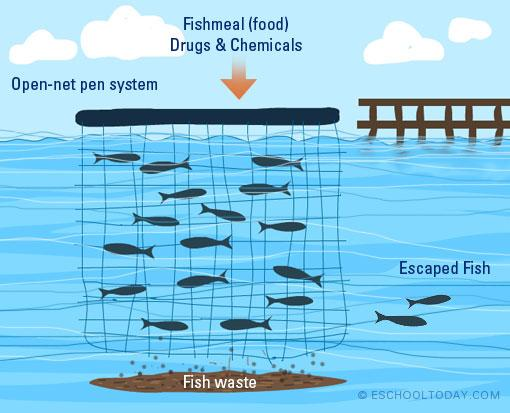 Fishmeal (food)
Drugs & Chemicals
Open-net pen system
Escaped Fish
Fish waste
© ESCHOOLTODAY.COM